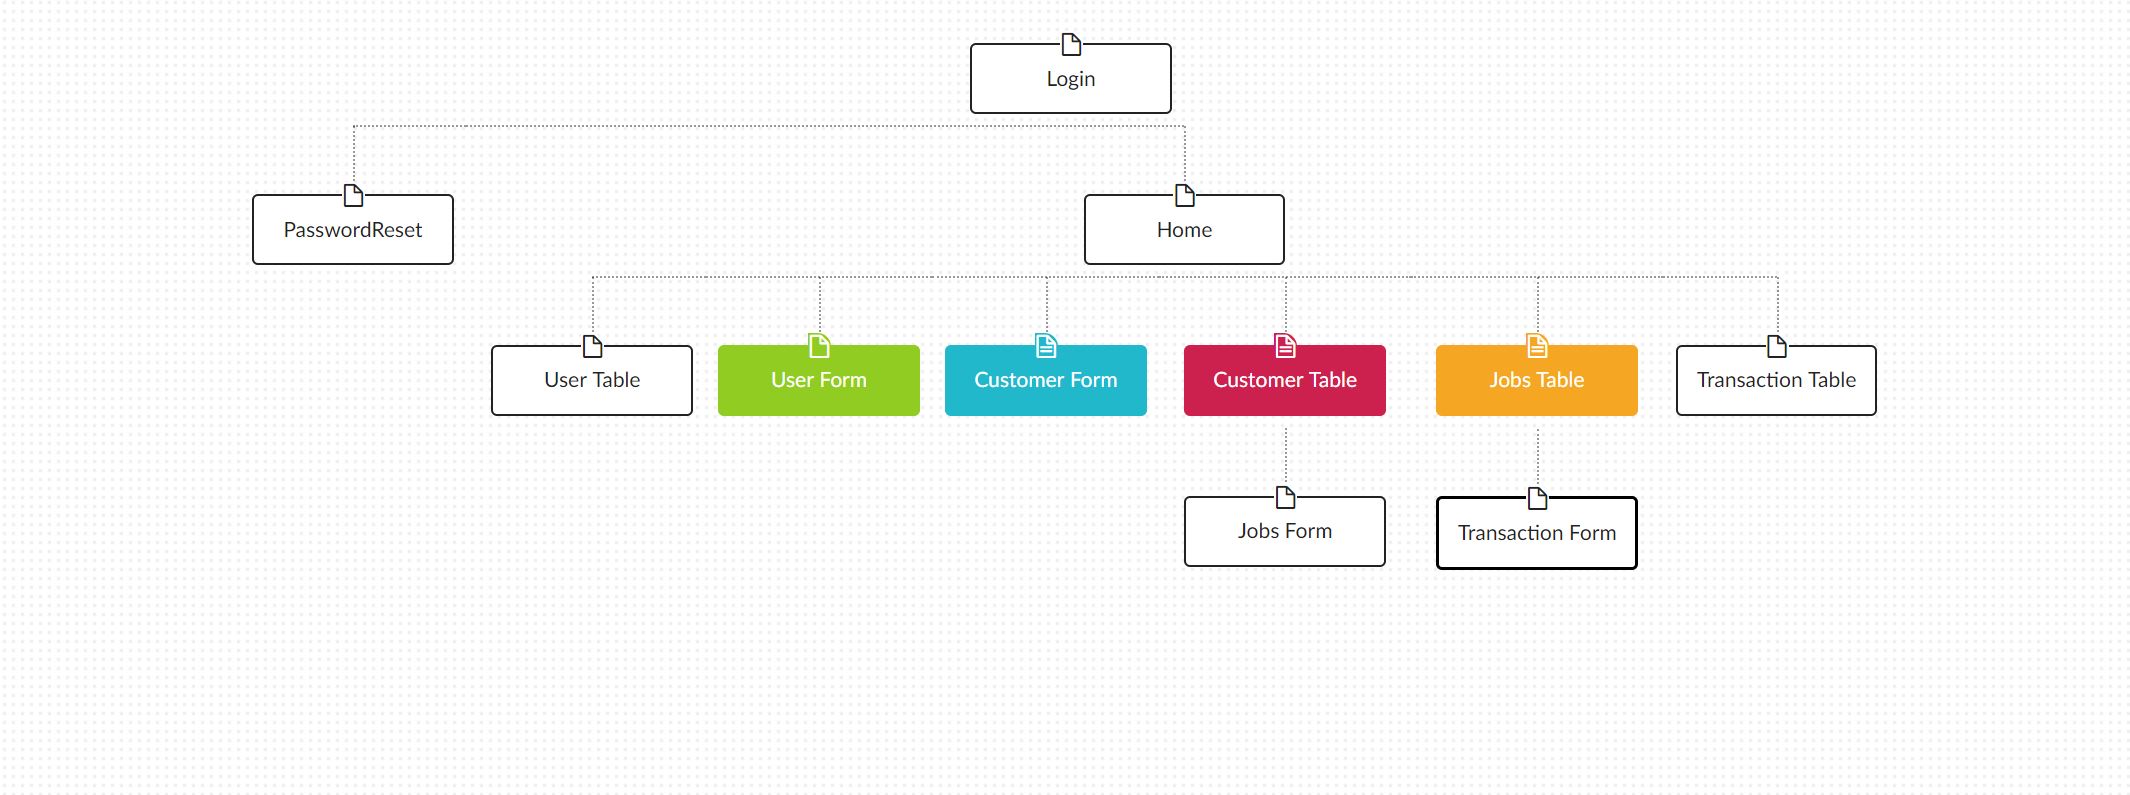 Login
PasswordReset
Home
User Table
User Form
Customer Form
Customer Table
Jobs Table
Transaction Table
Jobs Form
Transaction Form